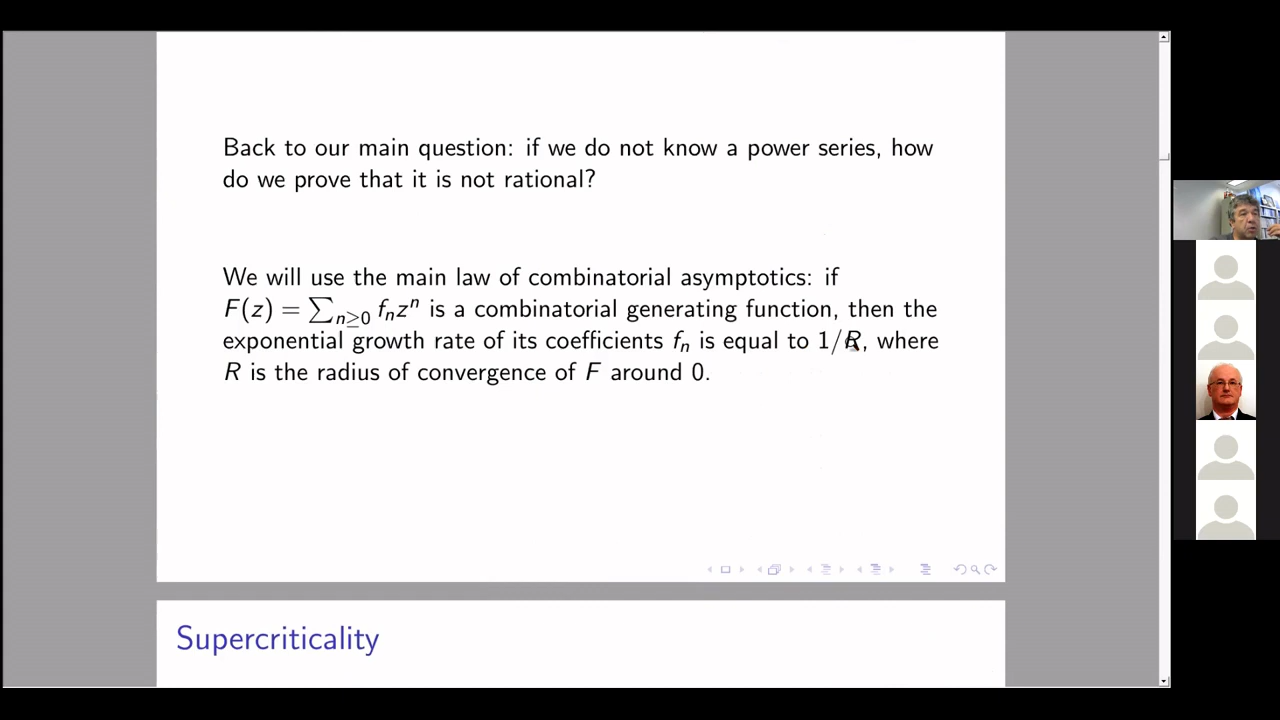 Back to our main question: if we do not know a power series, how
do we prove that it is not rational?
We will use the main law of combinatorial asymptotics: if
F(z) = ∑_{n≥0} f_n z^n is a combinatorial generating function, then the
exponential growth rate of its coefficients f_n is equal to 1/R, where
R is the radius of convergence of F around 0.
Supercriticality